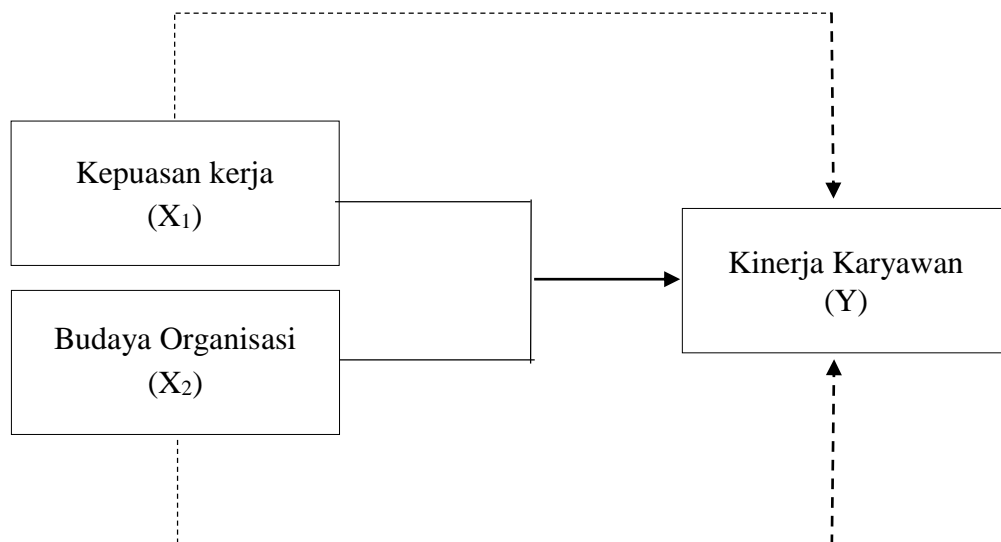 Kepuasan kerja
(X₁)
Kinerja Karyawan
(Y)
Budaya Organisasi
(X₂)